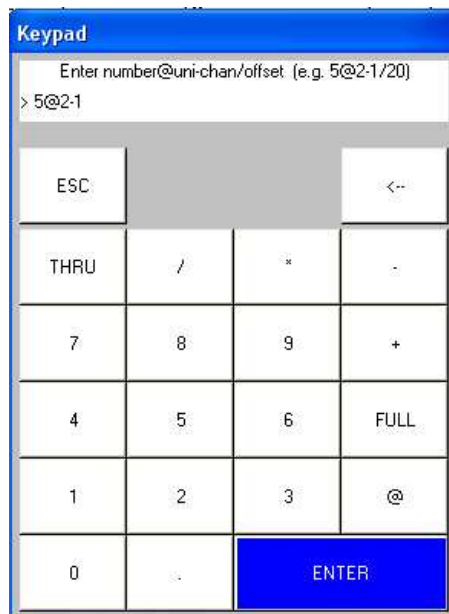 Keypad
Enter number@uni-chan/offset (e.g. 5@2-1/20)
> 5@2-1
ESC <--
THRU / * -
7 8 9 +
4 5 6 FULL
1 2 3 @
0 . ENTER